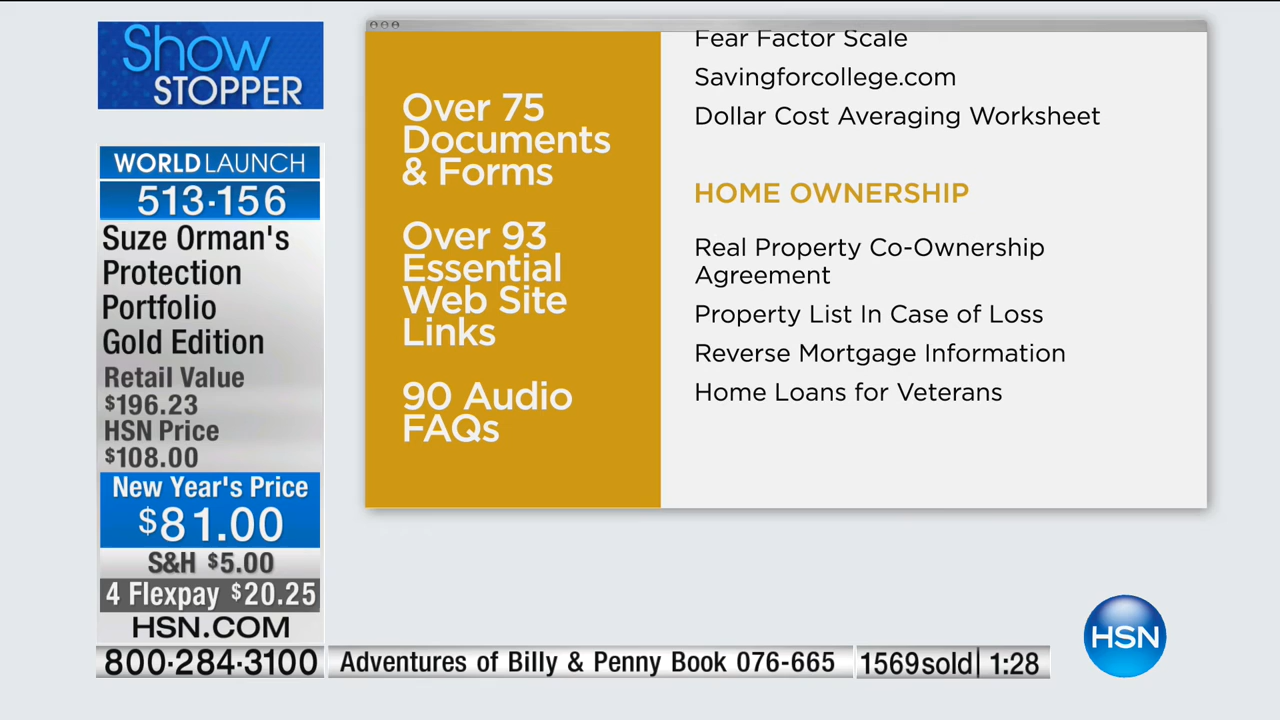 Show
STOPPER
WORLD LAUNCH
513-156
Suze Orman's
Protection
Portfolio
Gold Edition
Retail Value
$196.23
HSN Price
$108.00
New Year's Price
$81.00
S&H $5.00
4 Flexpay $20.25
HSN.COM
800-284-3100
Over 75
Documents
& Forms
Over 93
Essential
Web Site
Links
90 Audio
FAQs
Fear Factor Scale
Savingforcollege.com
Dollar Cost Averaging Worksheet
HOME OWNERSHIP
Real Property Co-Ownership
Agreement
Property List In Case of Loss
Reverse Mortgage Information
Home Loans for Veterans
HSN
Adventures of Billy & Penny Book 076-665
1569sold| 1:28